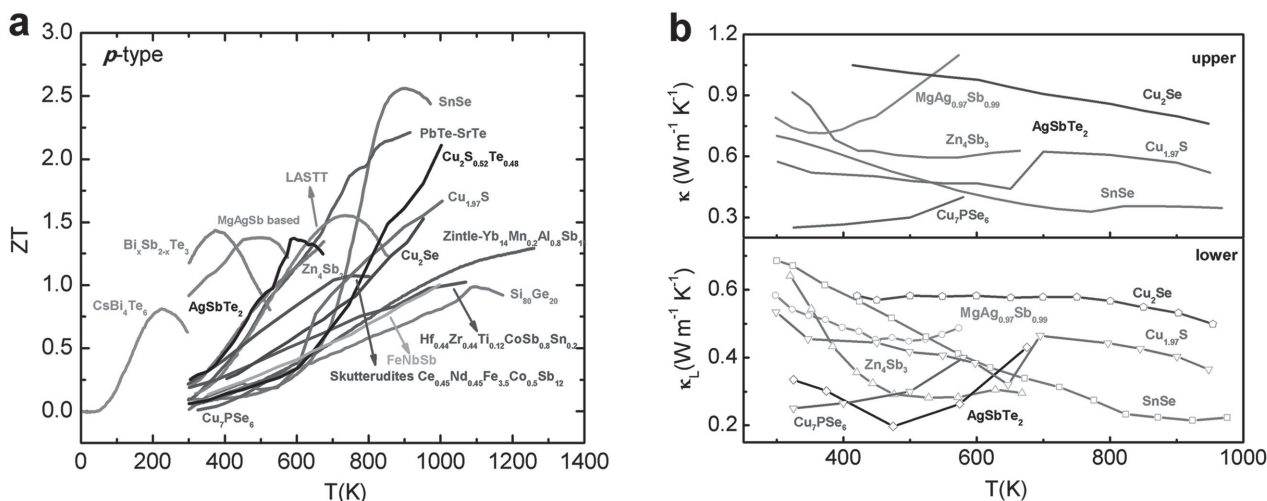 a
p-type
ZT
3.0
2.5
2.0
1.5
1.0
0.5
0.0
SnSe
PbTe-SrTe
Cu2S0.52Te0.48
LASTT
Cu1.97S
MgAgSb based
BixSb2-xTe3
Zintle-Yb14Mn0.2Al0.8Sb1
Cu2Se
Zn4Sb3
CsBi4Te6
AgSbTe2
Si80Ge20
Hf0.44Zr0.44Ti0.12CoSb0.8Sn0.2
FeNbSb
Skutterudites Ce0.45Nd0.45Fe3.5Co0.5Sb12
Cu7PSe6
0 200 400 600 800 1000 1200 1400
T(K)
b
upper
κ (W m-1 K-1)
1.2
0.9
0.6
0.3
Cu2Se
MgAg0.97Sb0.99
AgSbTe2
Zn4Sb3
Cu1.97S
SnSe
Cu7PSe6
lower
κL(W m-1 K-1)
0.6
0.4
0.2
Cu2Se
MgAg0.97Sb0.99
Cu1.97S
Zn4Sb3
SnSe
Cu7PSe6
AgSbTe2
400 600 800 1000
T(K)